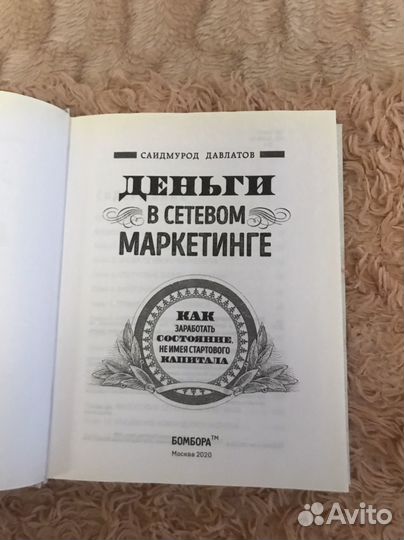 САИДМУРОД ДАВЛАТОВ
ДЕНЬГИ
В СЕТЕВОМ
МАРКЕТИНГЕ
КАК
ЗАРАБОТАТЬ
СОСТОЯНИЕ,
НЕ ИМЕЯ СТАРТОВОГО
КАПИТАЛА
БОМБОРА™
Москва 2020
Avito